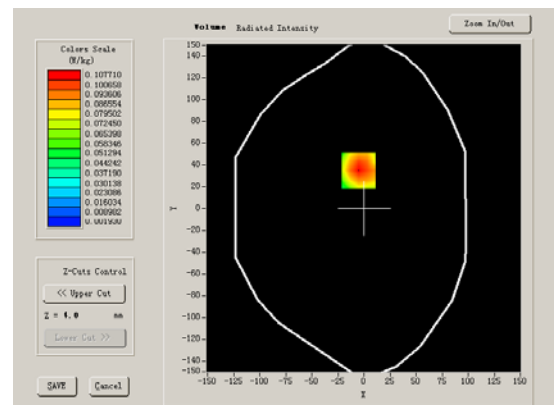 Volume Radiated Intensity
Zoom In/Out
Colors Scale
(W/kg)
0.107710
0.100658
0.093606
0.086554
0.079502
0.072450
0.065398
0.058346
0.051294
0.044242
0.037190
0.030138
0.023086
0.016034
0.008982
0.001930
Z-Cuts Control
<< Upper Cut
Z = 4.0 mm
Lower Cut >>
SAVE
Cancel
150
120
100
80
60
40
20
0
-20
-40
-60
-80
-100
-120
-140
-150
Y
-150 -125 -100 -75 -50 -25 0 25 50 75 100 125 150
X